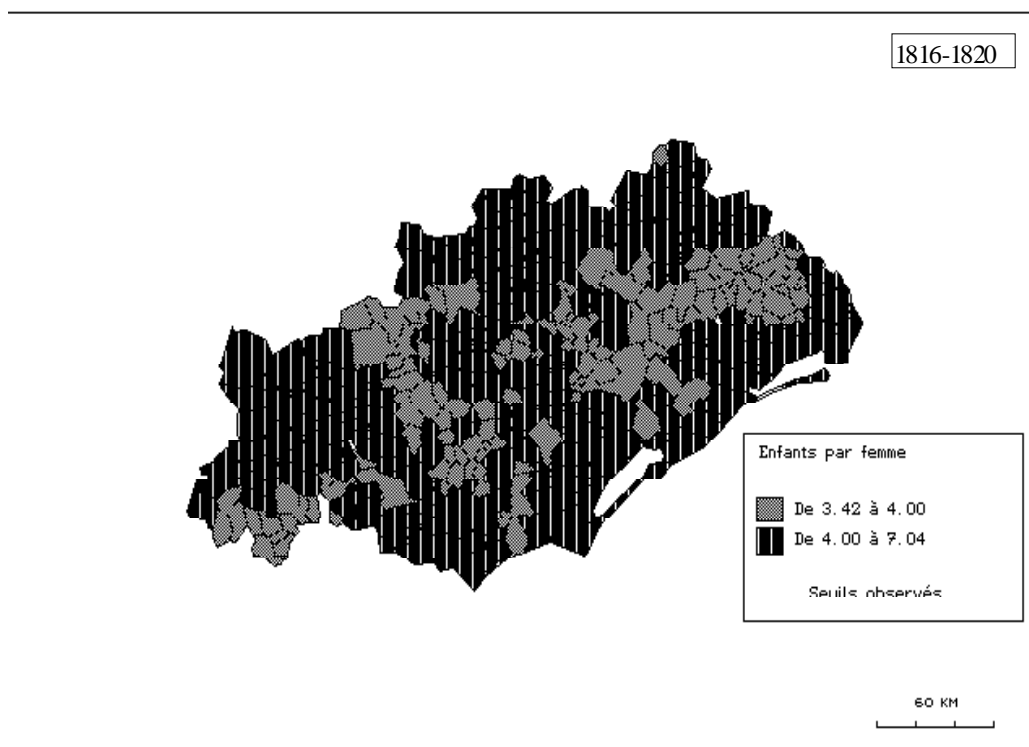 1816-1820
Enfants par femme
De 3.42 à 4.00
De 4.00 à 7.04
Seuils observés
60 KM